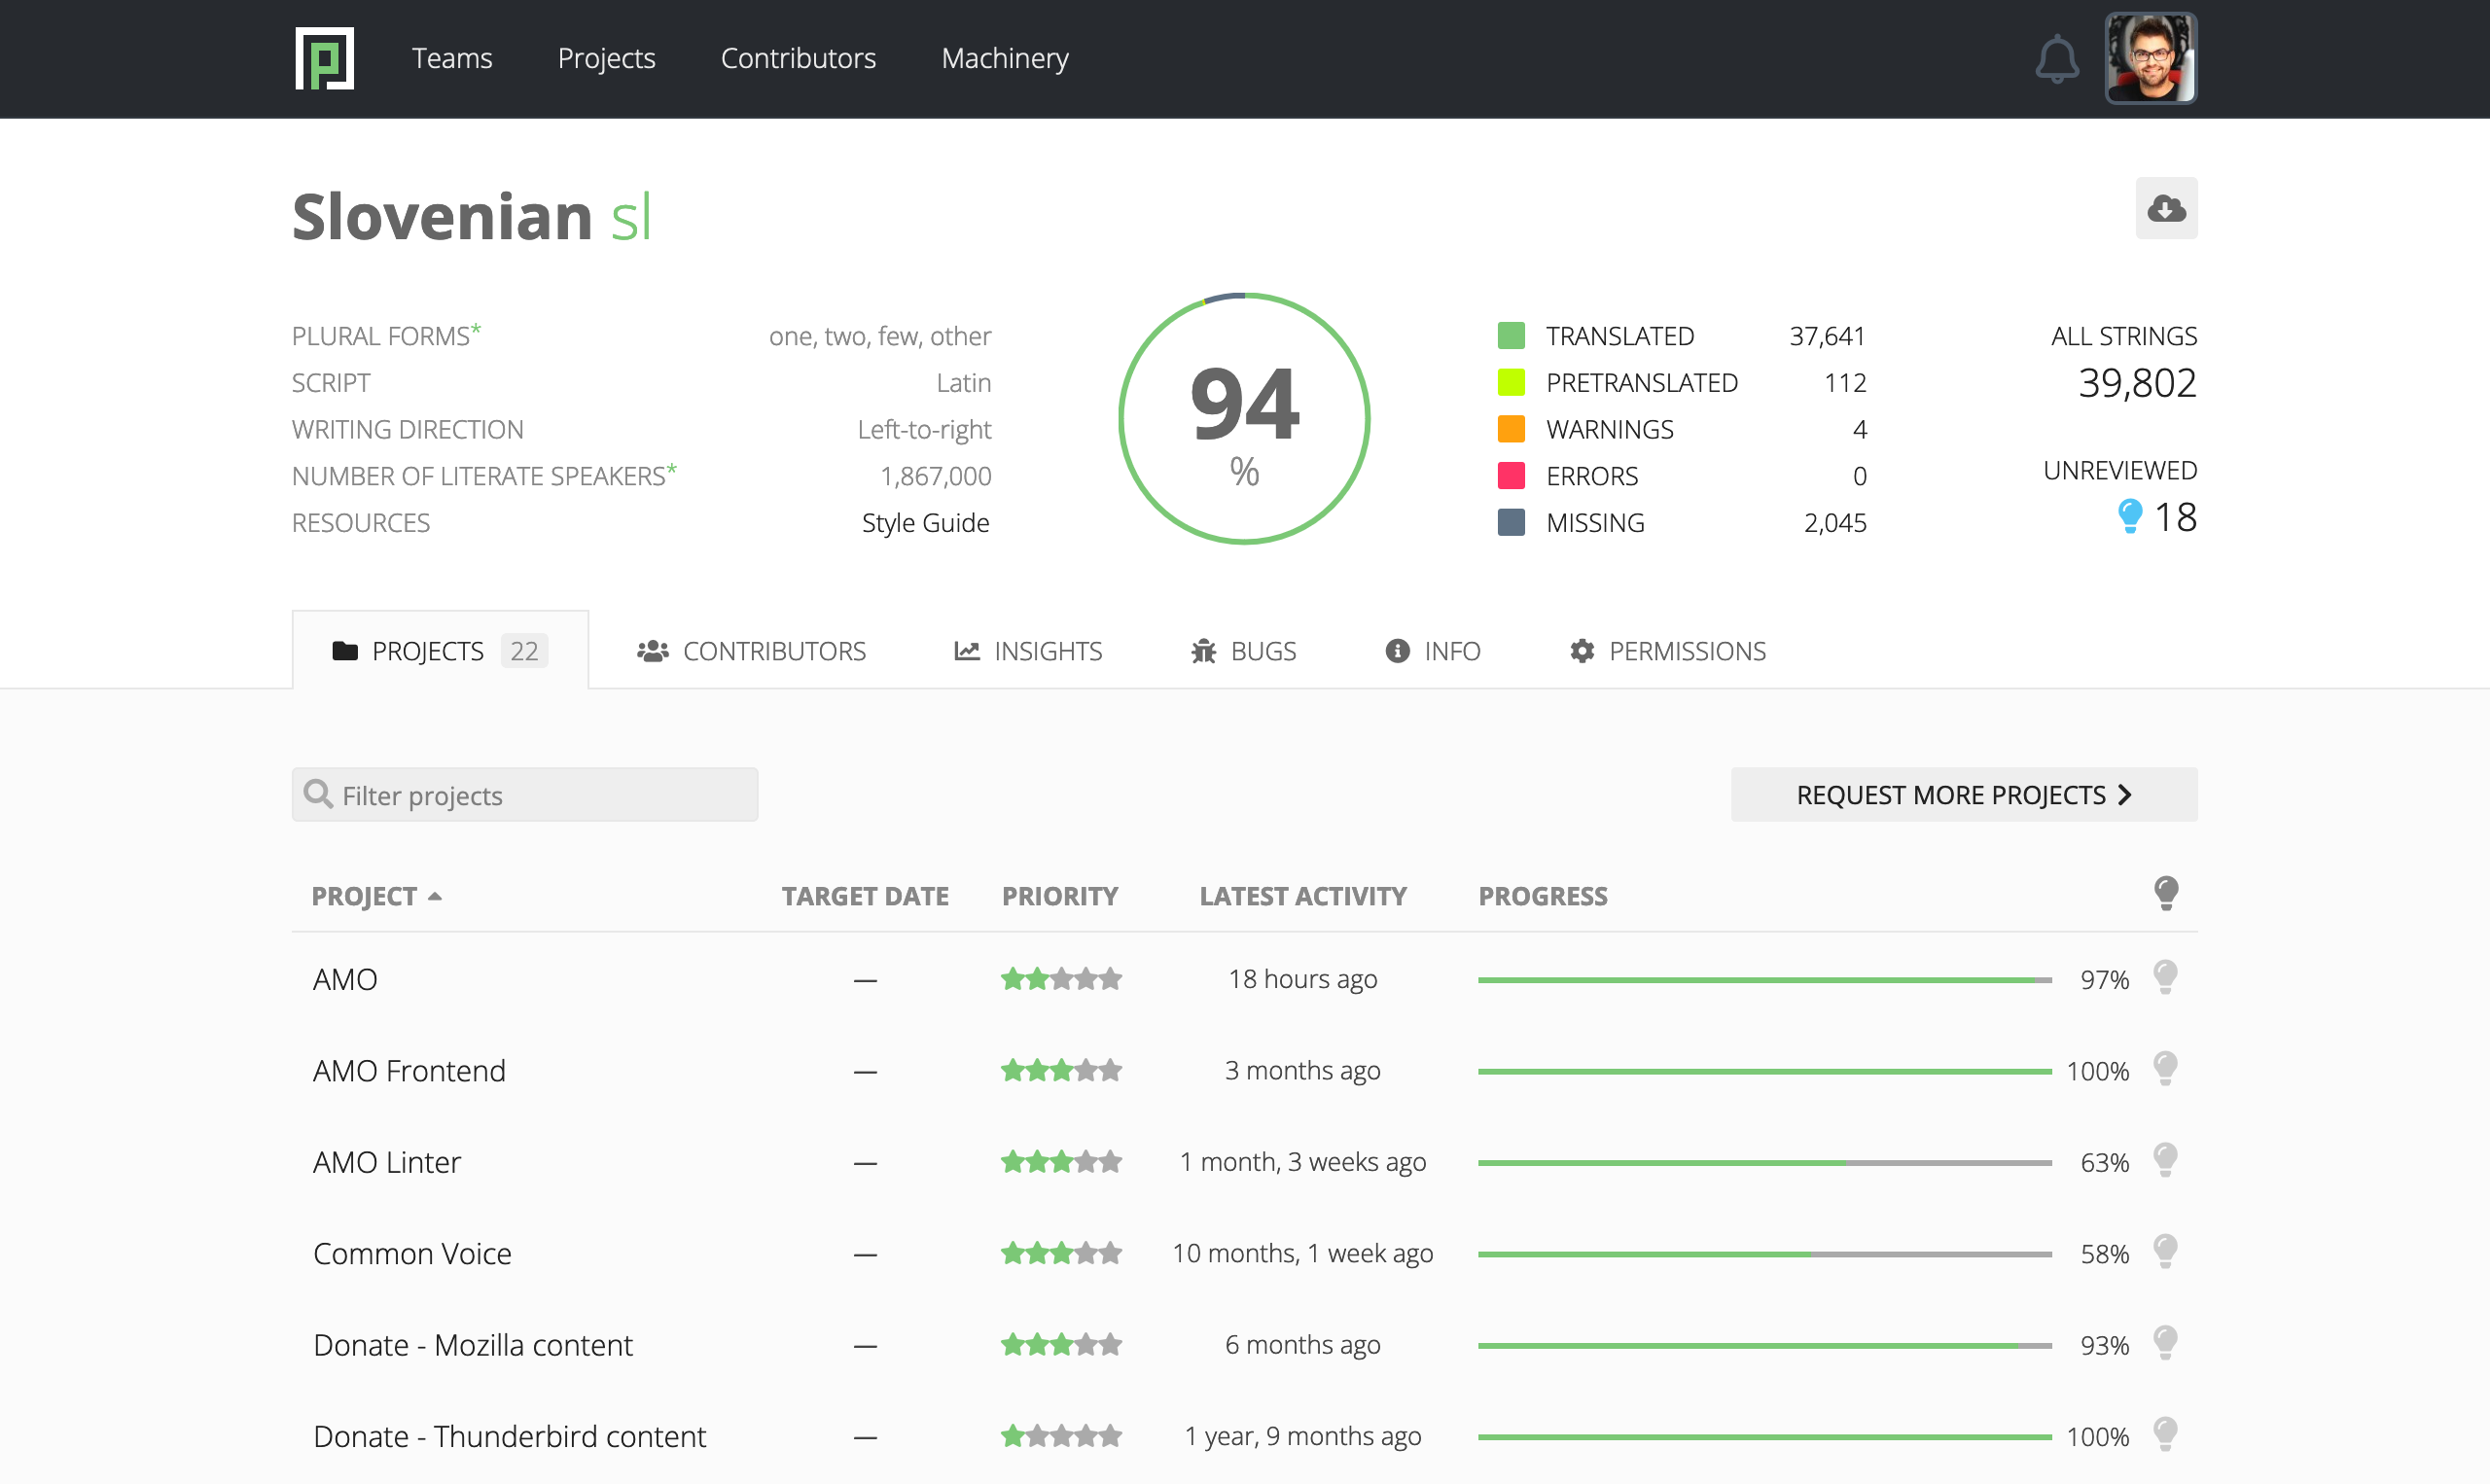 Teams Projects Contributors Machinery
Slovenian sl
PLURAL FORMS* one, two, few, other
SCRIPT Latin
WRITING DIRECTION Left-to-right
NUMBER OF LITERATE SPEAKERS* 1,867,000
RESOURCES Style Guide
94
%
TRANSLATED 37,641
PRETRANSLATED 112
WARNINGS 4
ERRORS 0
MISSING 2,045
ALL STRINGS
39,802
UNREVIEWED
18
PROJECTS 22 CONTRIBUTORS INSIGHTS BUGS INFO PERMISSIONS
Filter projects
REQUEST MORE PROJECTS
PROJECT TARGET DATE PRIORITY LATEST ACTIVITY PROGRESS
AMO — 18 hours ago 97%
AMO Frontend — 3 months ago 100%
AMO Linter — 1 month, 3 weeks ago 63%
Common Voice — 10 months, 1 week ago 58%
Donate - Mozilla content — 6 months ago 93%
Donate - Thunderbird content — 1 year, 9 months ago 100%